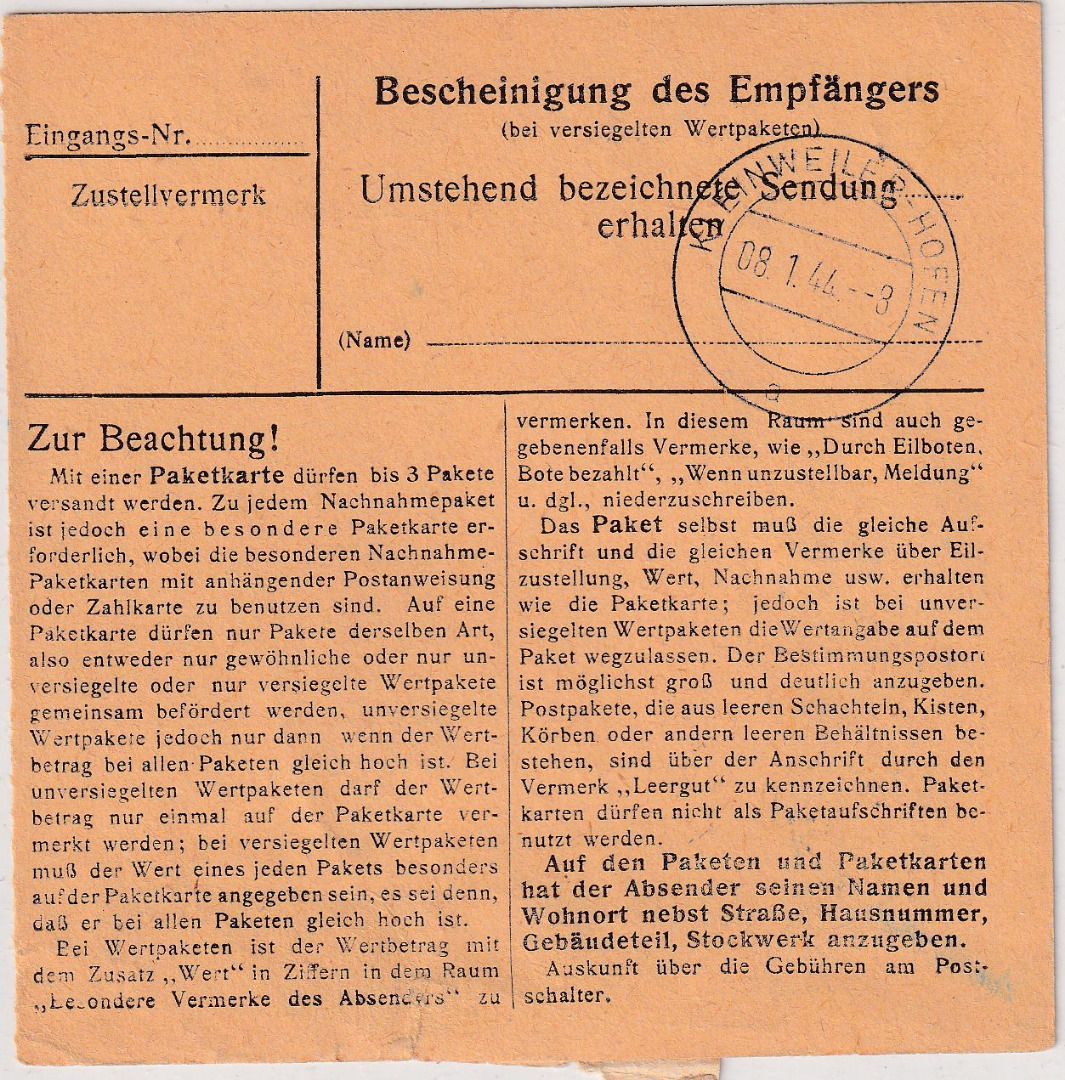 Bescheinigung des Empfängers
(bei versiegelten Wertpaketen)
Eingangs-Nr.
Zustellvermerk
Umstehend bezeichnete Sendung
erhalten
(Name)
KLEINWEILER-HOFEN
08.1.44.--8
a
Zur Beachtung!
Mit einer Paketkarte dürfen bis 3 Pakete
versandt werden. Zu jedem Nachnahmepaket
ist jedoch eine besondere Paketkarte er-
forderlich, wobei die besonderen Nachnahme-
Paketkarten mit anhängender Postanweisung
oder Zahlkarte zu benutzen sind. Auf eine
Paketkarte dürfen nur Pakete derselben Art,
also entweder nur gewöhnliche oder nur un-
versiegelte oder nur versiegelte Wertpakete
gemeinsam befördert werden, unversiegelte
Wertpakete jedoch nur dann wenn der Wert-
betrag bei allen Paketen gleich hoch ist. Bei
unversiegelten Wertpaketen darf der Wert-
betrag nur einmal auf der Paketkarte ver-
merkt werden; bei versiegelten Wertpaketen
muß der Wert eines jeden Pakets besonders
auf der Paketkarte angegeben sein, es sei denn,
daß er bei allen Paketen gleich hoch ist.
Bei Wertpaketen ist der Wertbetrag mit
dem Zusatz „Wert“ in Ziffern in dem Raum
„Besondere Vermerke des Absenders“ zu
vermerken. In diesem Raum sind auch ge-
gebenenfalls Vermerke, wie „Durch Eilboten,
Bote bezahlt“, „Wenn unzustellbar, Meldung“
u. dgl., niederzuschreiben.
Das Paket selbst muß die gleiche Auf-
schrift und die gleichen Vermerke über Eil-
zustellung, Wert, Nachnahme usw. erhalten
wie die Paketkarte; jedoch ist bei unver-
siegelten Wertpaketen die Wertangabe auf dem
Paket wegzulassen. Der Bestimmungspostort
ist möglichst groß und deutlich anzugeben.
Postpakete, die aus leeren Schachteln, Kisten,
Körben oder andern leeren Behältnissen be-
stehen, sind über der Anschrift durch den
Vermerk „Leergut“ zu kennzeichnen. Paket-
karten dürfen nicht als Paketaufschriften be-
nutzt werden.
Auf den Paketen und Paketkarten
hat der Absender seinen Namen und
Wohnort nebst Straße, Hausnummer,
Gebäudeteil, Stockwerk anzugeben.
Auskunft über die Gebühren am Post-
schalter.